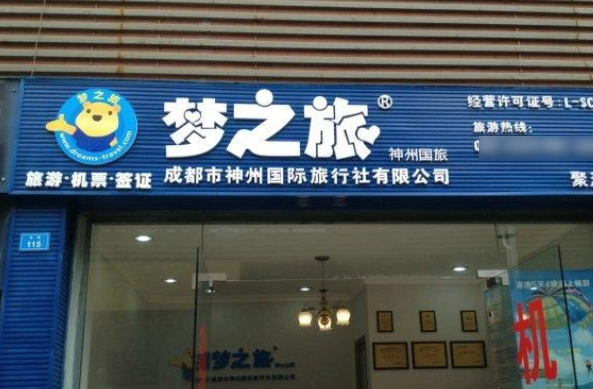 梦之旅
www.dreams-travel.com
梦之旅®
神州国旅
旅游·机票·签证
成都市神州国际旅行社有限公司
经营许可证号:L-SC
旅游热线:
115
梦之旅
机